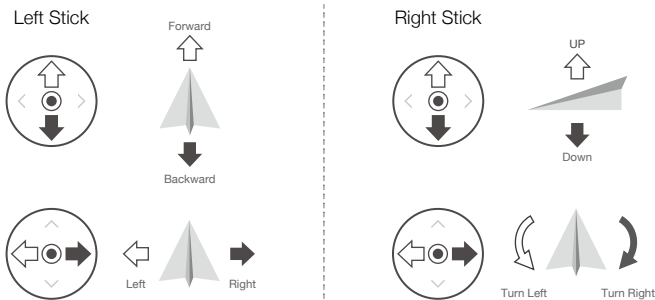 Left Stick
Forward
Backward
Left
Right
Right Stick
UP
Down
Turn Left
Turn Right